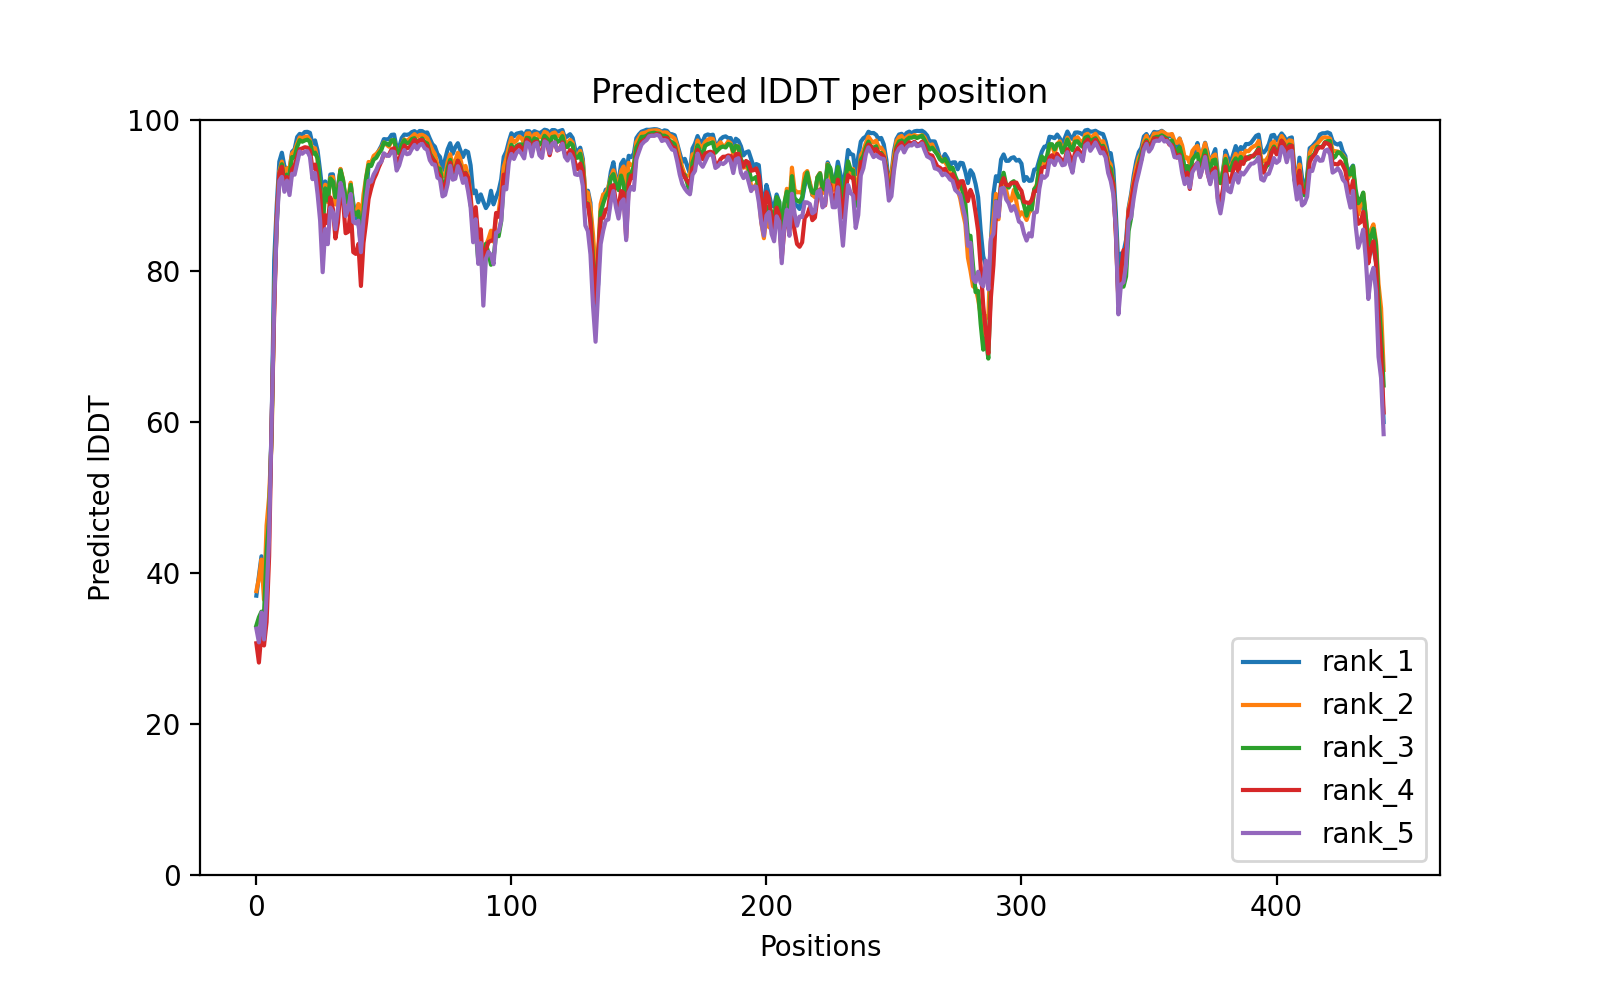 Predicted lDDT per position
100
80
60
40
20
0
Predicted lDDT
0 100 200 300 400
Positions
rank_1
rank_2
rank_3
rank_4
rank_5